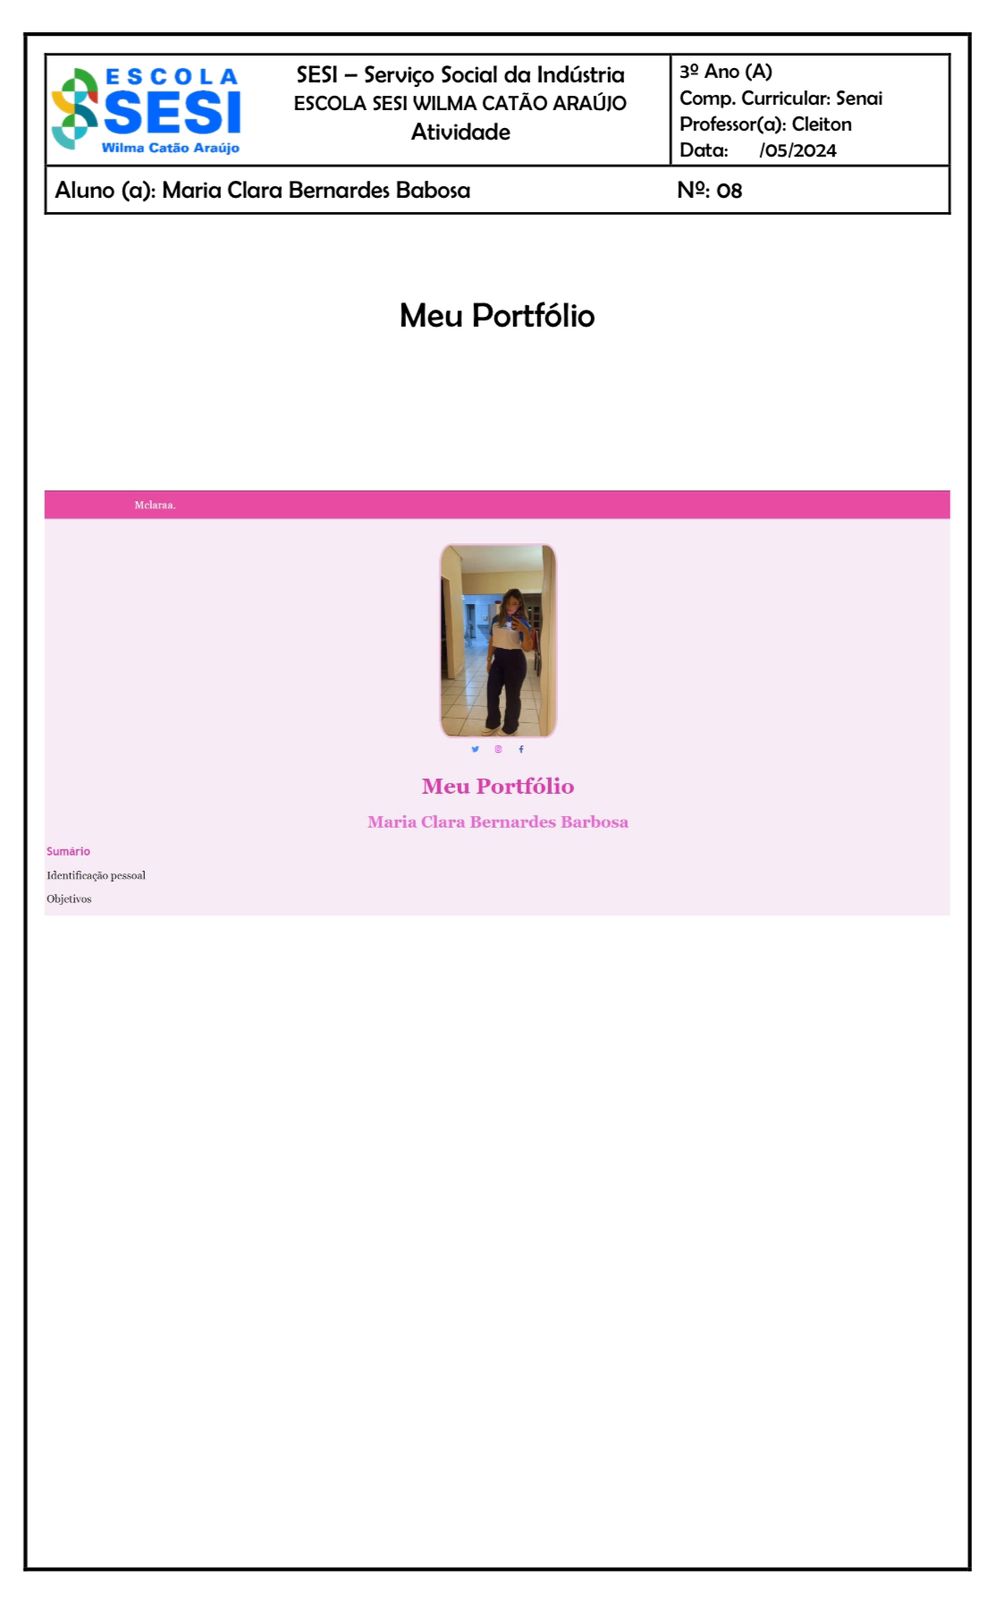 ESCOLA
SESI
Wilma Catão Araújo
SESI – Serviço Social da Indústria
ESCOLA SESI WILMA CATÃO ARAÚJO
Atividade
3º Ano (A)
Comp. Curricular: Senai
Professor(a): Cleiton
Data: /05/2024
Aluno (a): Maria Clara Bernardes Babosa Nº: 08
Meu Portfólio
Mclaraa.
Meu Portfólio
Maria Clara Bernardes Barbosa
Sumário
Identificação pessoal
Objetivos